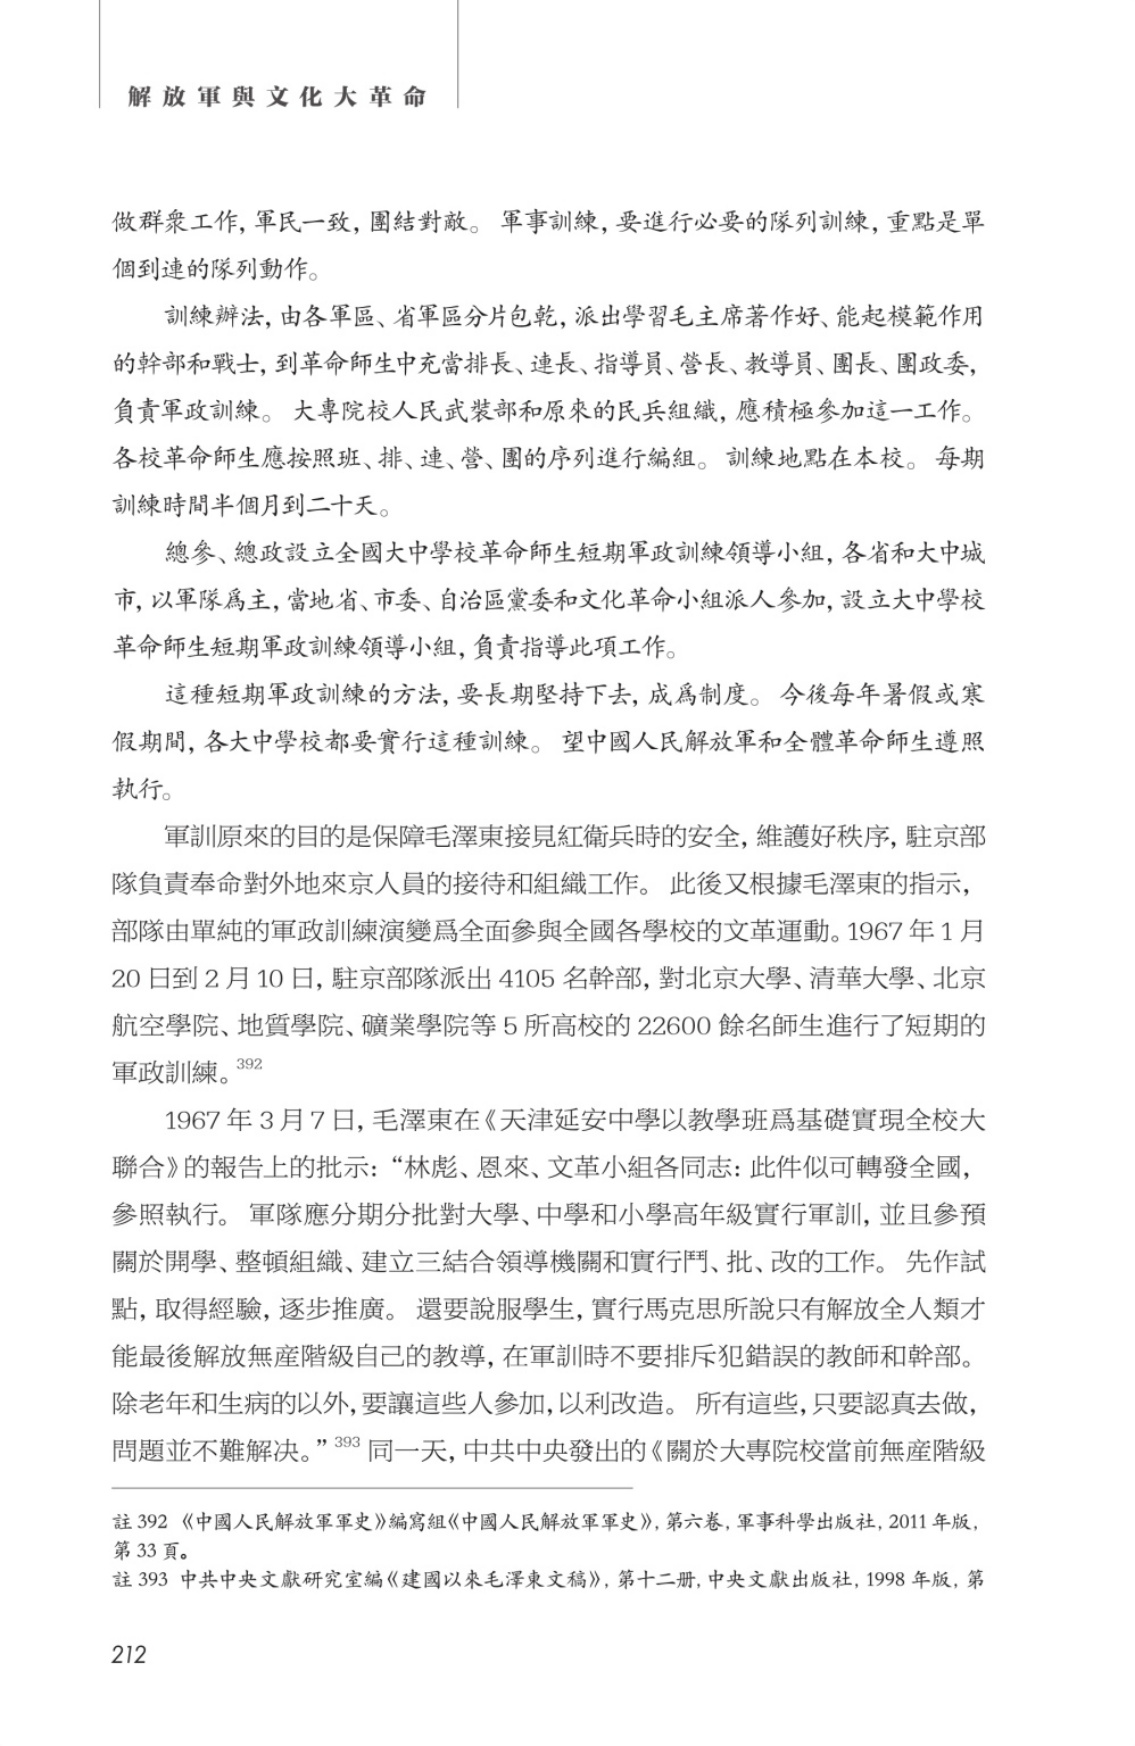 解放軍與文化大革命
做群衆工作，軍民一致，團結對敵。 軍事訓練，要進行必要的隊列訓練，重點是單
個到連的隊列動作。
訓練辦法，由各軍區、省軍區分片包乾，派出學習毛主席著作好、能起模範作用
的幹部和戰士，到革命師生中充當排長、連長、指導員、營長、教導員、團長、團政委，
負責軍政訓練。 大專院校人民武裝部和原來的民兵組織，應積極參加這一工作。
各校革命師生應按照班、排、連、營、團的序列進行編組。 訓練地點在本校。 每期
訓練時間半個月到二十天。
總參、總政設立全國大中學校革命師生短期軍政訓練領導小組，各省和大中城
市，以軍隊爲主，當地省、市委、自治區黨委和文化革命小組派人參加，設立大中學校
革命師生短期軍政訓練領導小組，負責指導此項工作。
這種短期軍政訓練的方法，要長期堅持下去，成爲制度。 今後每年暑假或寒
假期間，各大中學校都要實行這種訓練。 望中國人民解放軍和全體革命師生遵照
執行。
軍訓原來的目的是保障毛澤東接見紅衛兵時的安全，維護好秩序，駐京部
隊負責奉命對外地來京人員的接待和組織工作。 此後又根據毛澤東的指示，
部隊由單純的軍政訓練演變爲全面參與全國各學校的文革運動。1967 年 1 月
20 日到 2 月 10 日，駐京部隊派出 4105 名幹部，對北京大學、清華大學、北京
航空學院、地質學院、礦業學院等 5 所高校的 22600 餘名師生進行了短期的
軍政訓練。392
1967 年 3 月 7 日，毛澤東在《天津延安中學以教學班爲基礎實現全校大
聯合》的報告上的批示：“林彪、恩來、文革小組各同志：此件似可轉發全國，
參照執行。 軍隊應分期分批對大學、中學和小學高年級實行軍訓，並且參預
關於開學、整頓組織、建立三結合領導機關和實行鬥、批、改的工作。 先作試
點，取得經驗，逐步推廣。 還要說服學生，實行馬克思所說只有解放全人類才
能最後解放無産階級自己的教導，在軍訓時不要排斥犯錯誤的教師和幹部。
除老年和生病的以外，要讓這些人參加，以利改造。 所有這些，只要認真去做，
問題並不難解决。”393 同一天，中共中央發出的《關於大專院校當前無産階級
註 392 《中國人民解放軍軍史》編寫組《中國人民解放軍軍史》，第六卷，軍事科學出版社，2011 年版，
第 33 頁。
註 393 中共中央文獻研究室編《建國以來毛澤東文稿》，第十二册，中央文獻出版社，1998 年版，第
212